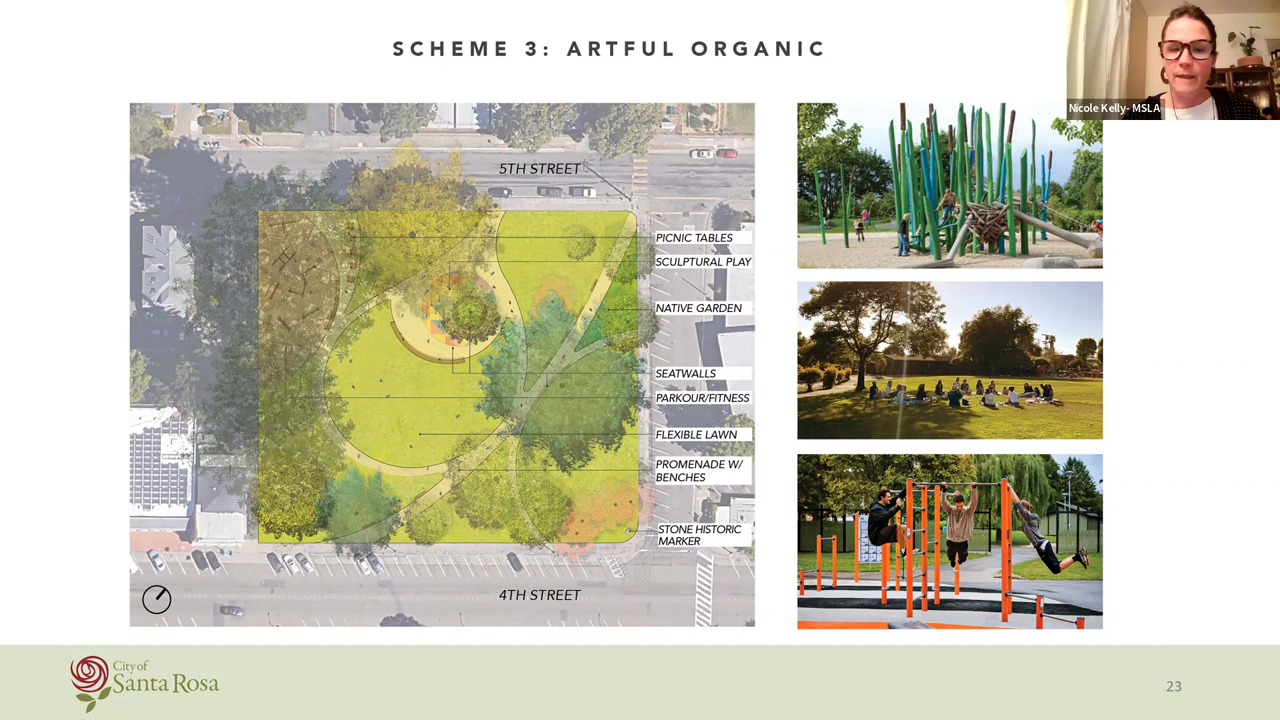 SCHEME 3: ARTFUL ORGANIC
Nicole Kelly- MSLA
5TH STREET
PICNIC TABLES
SCULPTURAL PLAY
NATIVE GARDEN
SEATWALLS
PARKOUR/FITNESS
FLEXIBLE LAWN
PROMENADE W/
BENCHES
STONE HISTORIC
MARKER
4TH STREET
City of
Santa Rosa
23